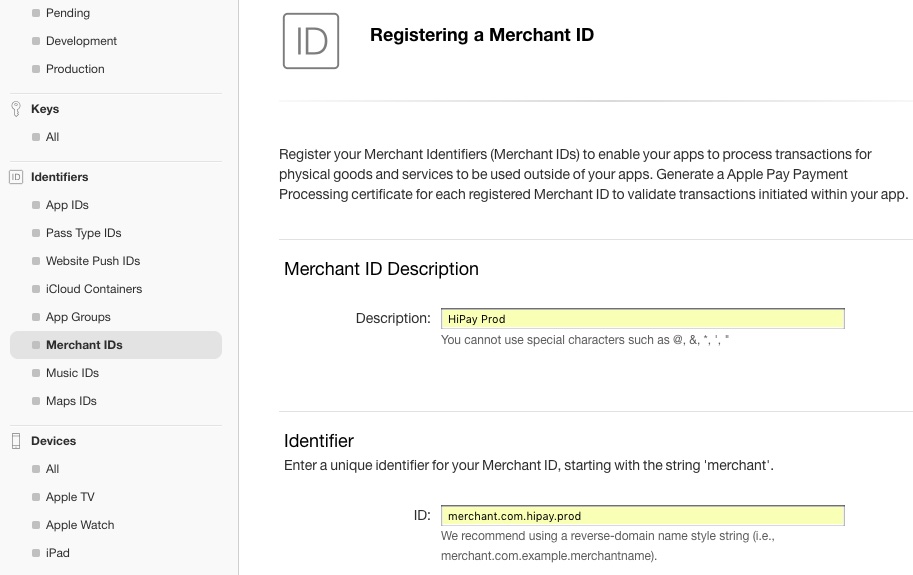 Pending
Development
Production
Keys
All
ID Identifiers
App IDs
Pass Type IDs
Website Push IDs
iCloud Containers
App Groups
Merchant IDs
Music IDs
Maps IDs
Devices
All
Apple TV
Apple Watch
iPad
ID
Registering a Merchant ID
Register your Merchant Identifiers (Merchant IDs) to enable your apps to process transactions for
physical goods and services to be used outside of your apps. Generate a Apple Pay Payment
Processing certificate for each registered Merchant ID to validate transactions initiated within your app.
Merchant ID Description
Description: HiPay Prod
You cannot use special characters such as @, &, *, ', "
Identifier
Enter a unique identifier for your Merchant ID, starting with the string 'merchant'.
ID: merchant.com.hipay.prod
We recommend using a reverse-domain name style string (i.e.,
merchant.com.example.merchantname).